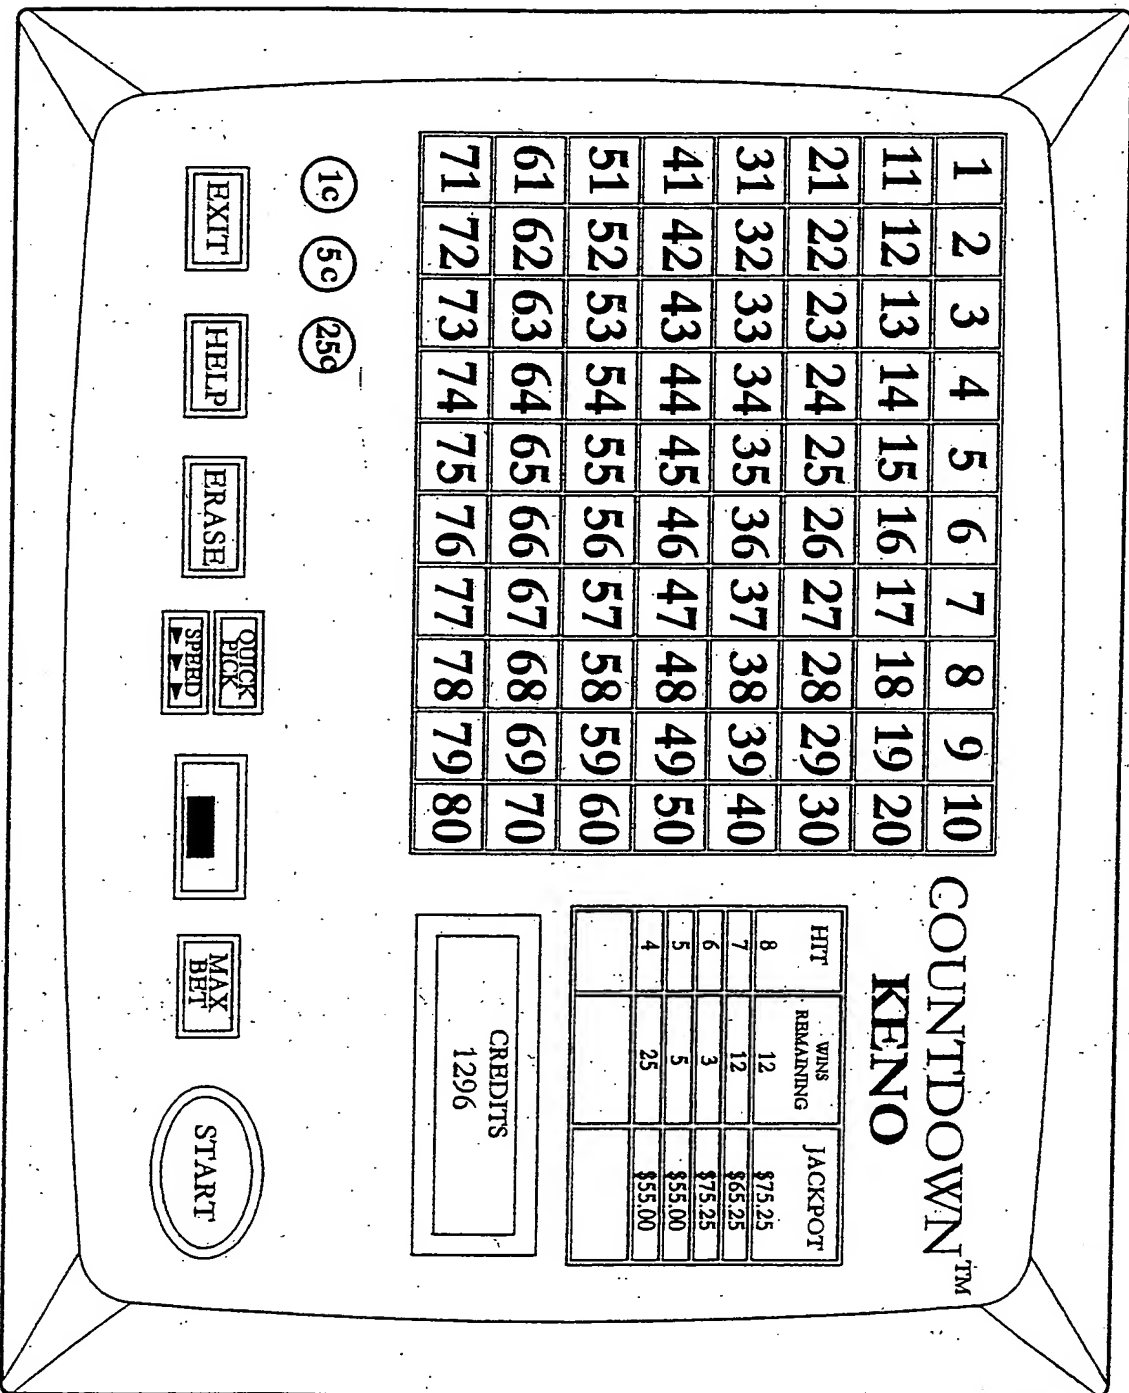 1 2 3 4 5 6 7 8 9 10
11 12 13 14 15 16 17 18 19 20
21 22 23 24 25 26 27 28 29 30
31 32 33 34 35 36 37 38 39 40
41 42 43 44 45 46 47 48 49 50
51 52 53 54 55 56 57 58 59 60
61 62 63 64 65 66 67 68 69 70
71 72 73 74 75 76 77 78 79 80
COUNTDOWN™
KENO
HIT WINS REMAINING JACKPOT
8 12 $75.25
7 12 $65.25
6 3 $75.25
5 5 $55.00
4 25 $55.00
CREDITS
1296
1c 5c 25c
EXIT
HELP
ERASE
QUICK
PICK
SPEED
MAX
BET
START